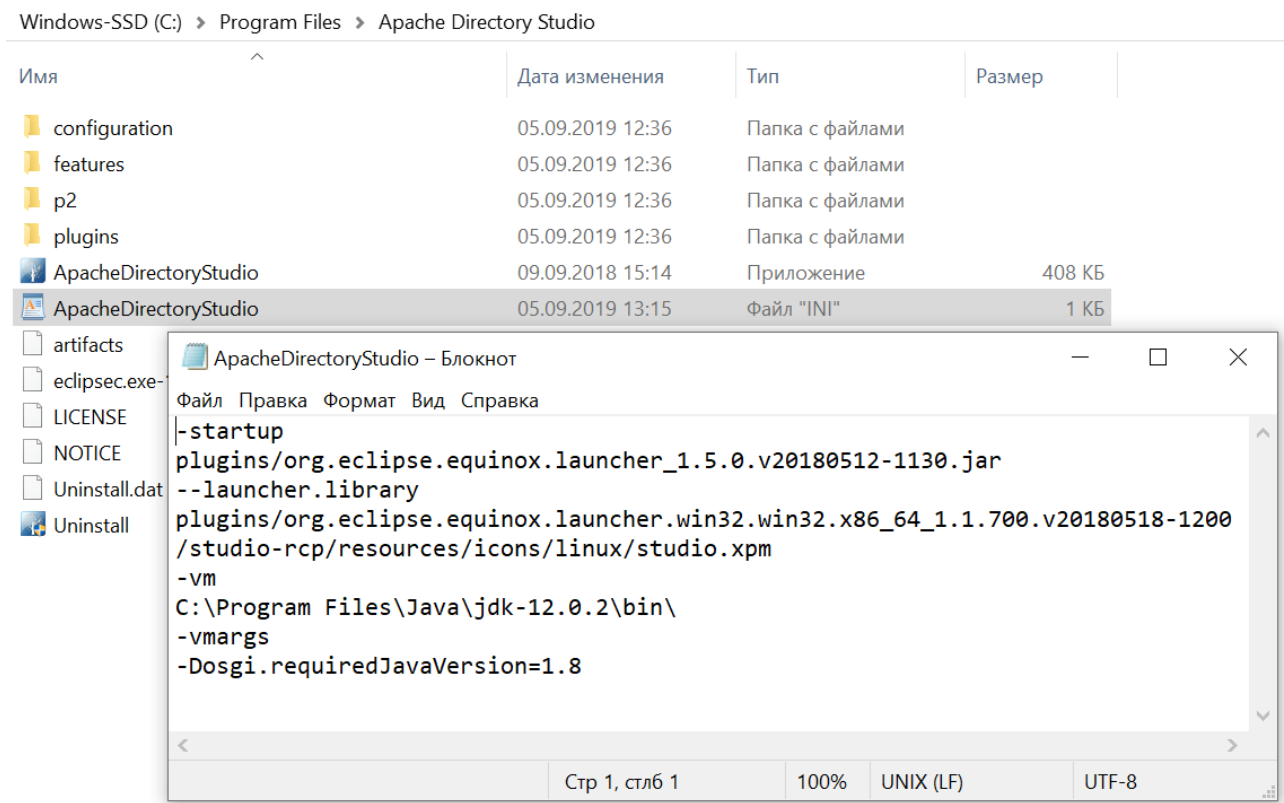 Windows-SSD (C:) > Program Files > Apache Directory Studio
Имя Дата изменения Тип Размер
configuration 05.09.2019 12:36 Папка с файлами
features 05.09.2019 12:36 Папка с файлами
p2 05.09.2019 12:36 Папка с файлами
plugins 05.09.2019 12:36 Папка с файлами
ApacheDirectoryStudio 09.09.2018 15:14 Приложение 408 КБ
ApacheDirectoryStudio 05.09.2019 13:15 Файл "INI" 1 КБ
artifacts
eclipsec.exe-
LICENSE
NOTICE
Uninstall.dat
Uninstall
ApacheDirectoryStudio – Блокнот
Файл Правка Формат Вид Справка
-startup
plugins/org.eclipse.equinox.launcher_1.5.0.v20180512-1130.jar
--launcher.library
plugins/org.eclipse.equinox.launcher.win32.win32.x86_64_1.1.700.v20180518-1200
/studio-rcp/resources/icons/linux/studio.xpm
-vm
C:\Program Files\Java\jdk-12.0.2\bin\
-vmargs
-Dosgi.requiredJavaVersion=1.8
Стр 1, стлб 1 100% UNIX (LF) UTF-8